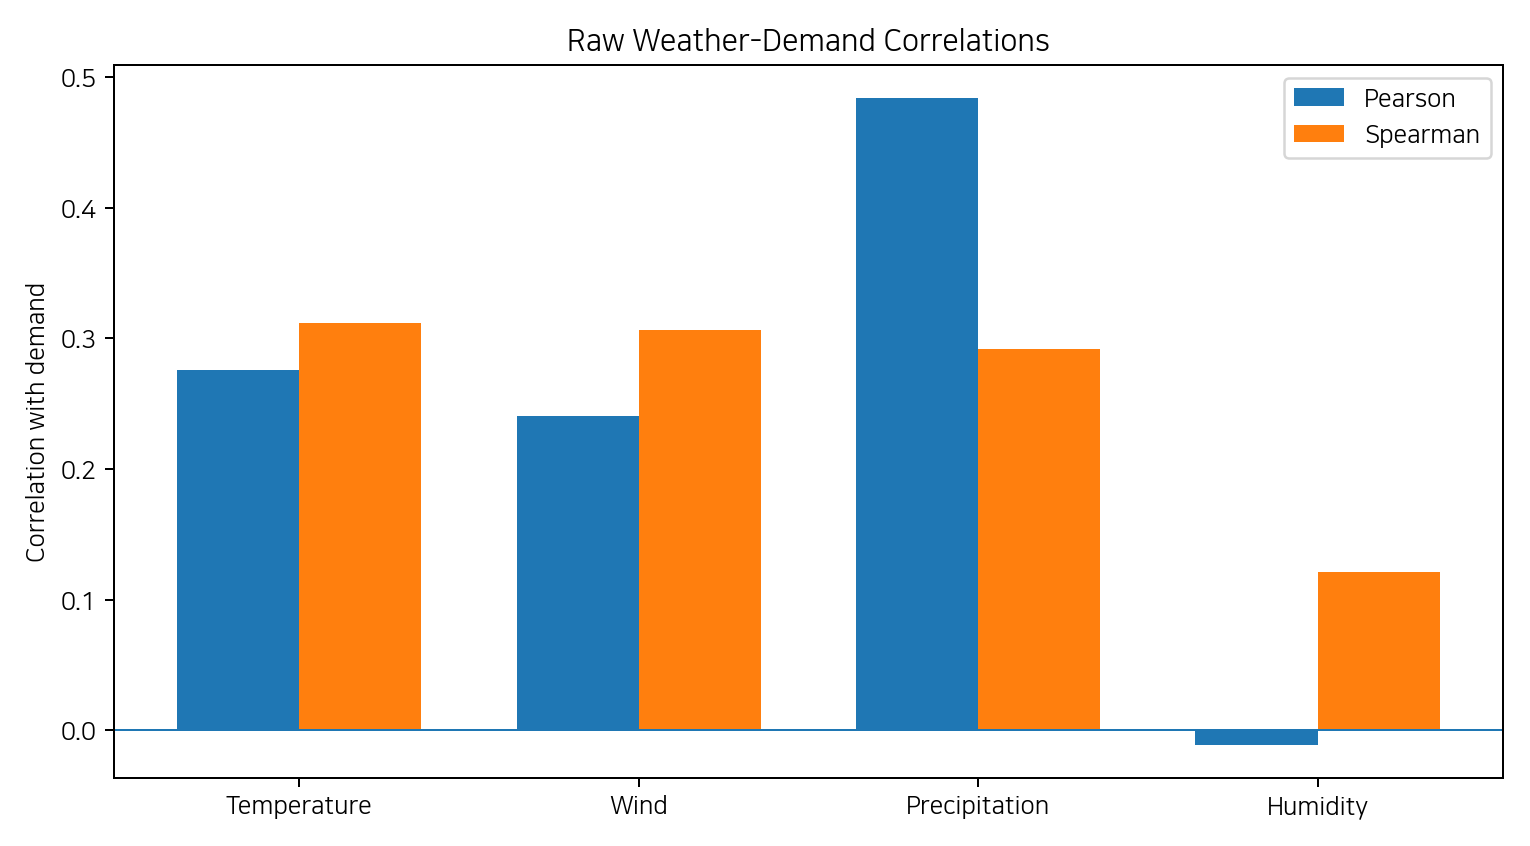 Raw Weather-Demand Correlations
Correlation with demand
0.5
0.4
0.3
0.2
0.1
0.0
Pearson
Spearman
Temperature
Wind
Precipitation
Humidity